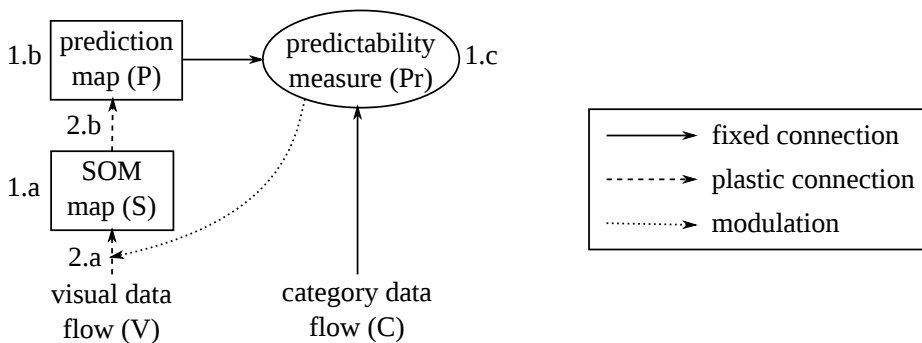 1.b
prediction
map (P)
predictability
measure (Pr)
1.c
2.b
1.a
SOM
map (S)
2.a
visual data
flow (V)
category data
flow (C)
fixed connection
plastic connection
modulation